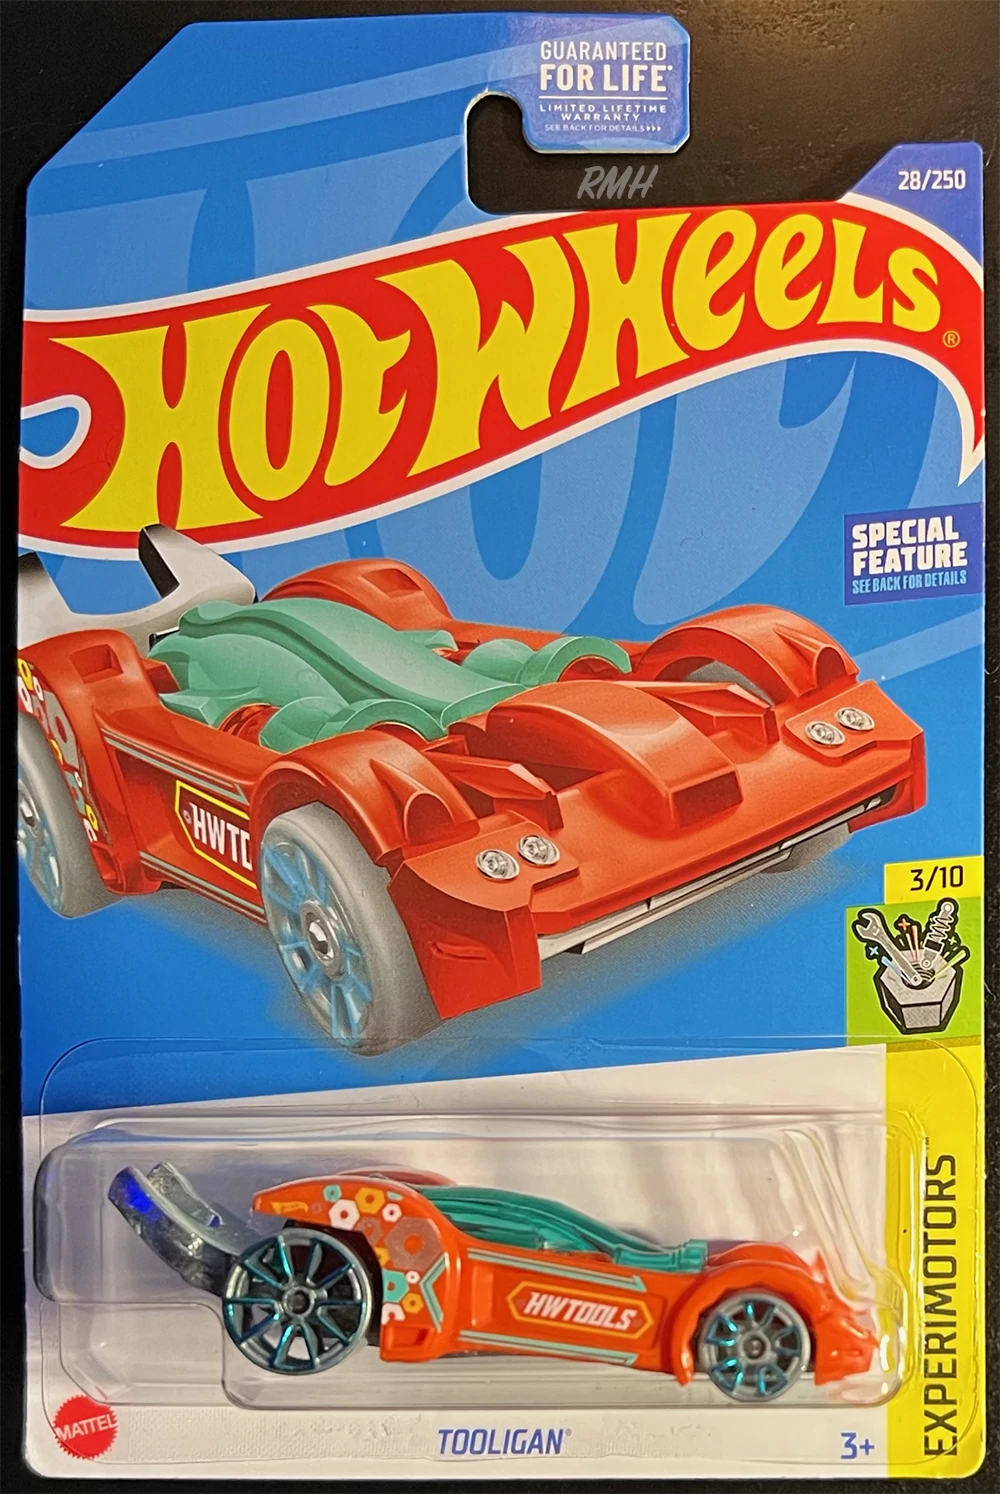 GUARANTEED
FOR LIFE*
LIMITED LIFETIME
WARRANTY
SEE BACK FOR DETAILS
RMH
28/250
HOT WHEELS®
SPECIAL
FEATURE
SEE BACK FOR DETAILS
HWTO
3/10
EXPERIMOTORS™
HWTOOLS
MATTEL
TOOLIGAN®
3+